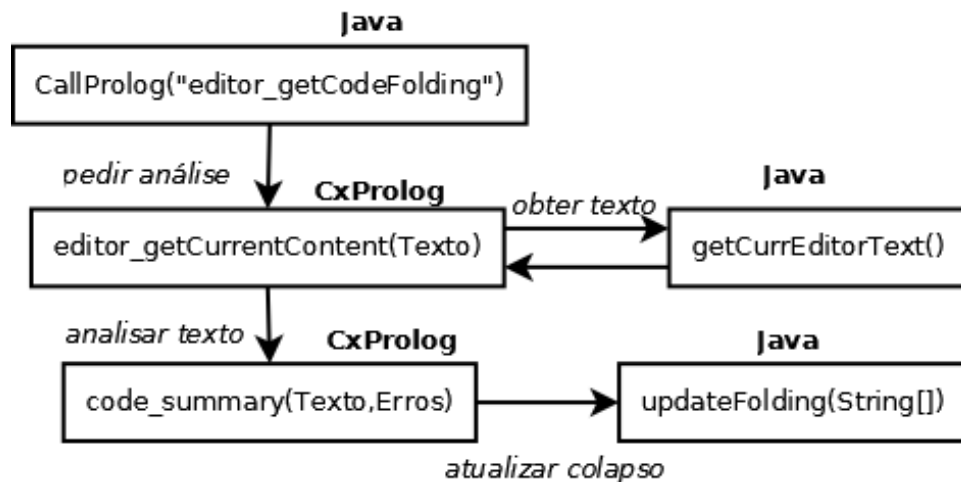 Java
CallProlog("editor_getCodeFolding")
pedir análise
CxProlog
obter texto
Java
editor_getCurrentContent(Texto)
getCurrEditorText()
analisar texto
CxProlog
Java
code_summary(Texto,Erros)
updateFolding(String[])
atualizar colapso